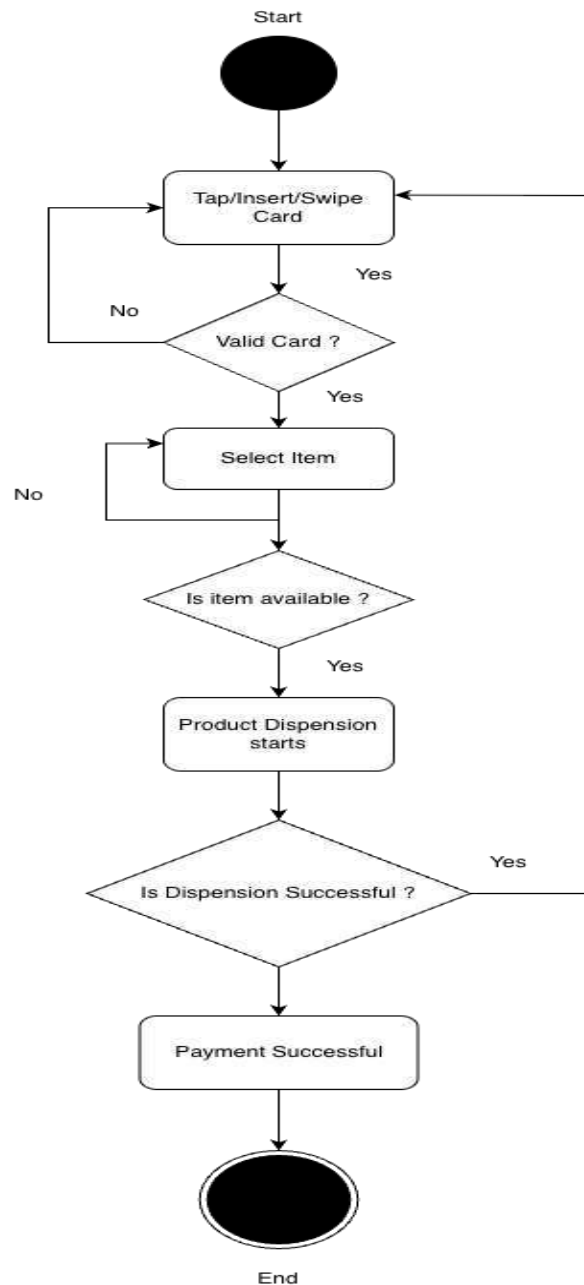 Start
Tap/Insert/Swipe
Card
Yes
No
Valid Card ?
Yes
Select Item
No
Is item available ?
Yes
Product Dispension
starts
Yes
Is Dispension Successful ?
Payment Successful
End